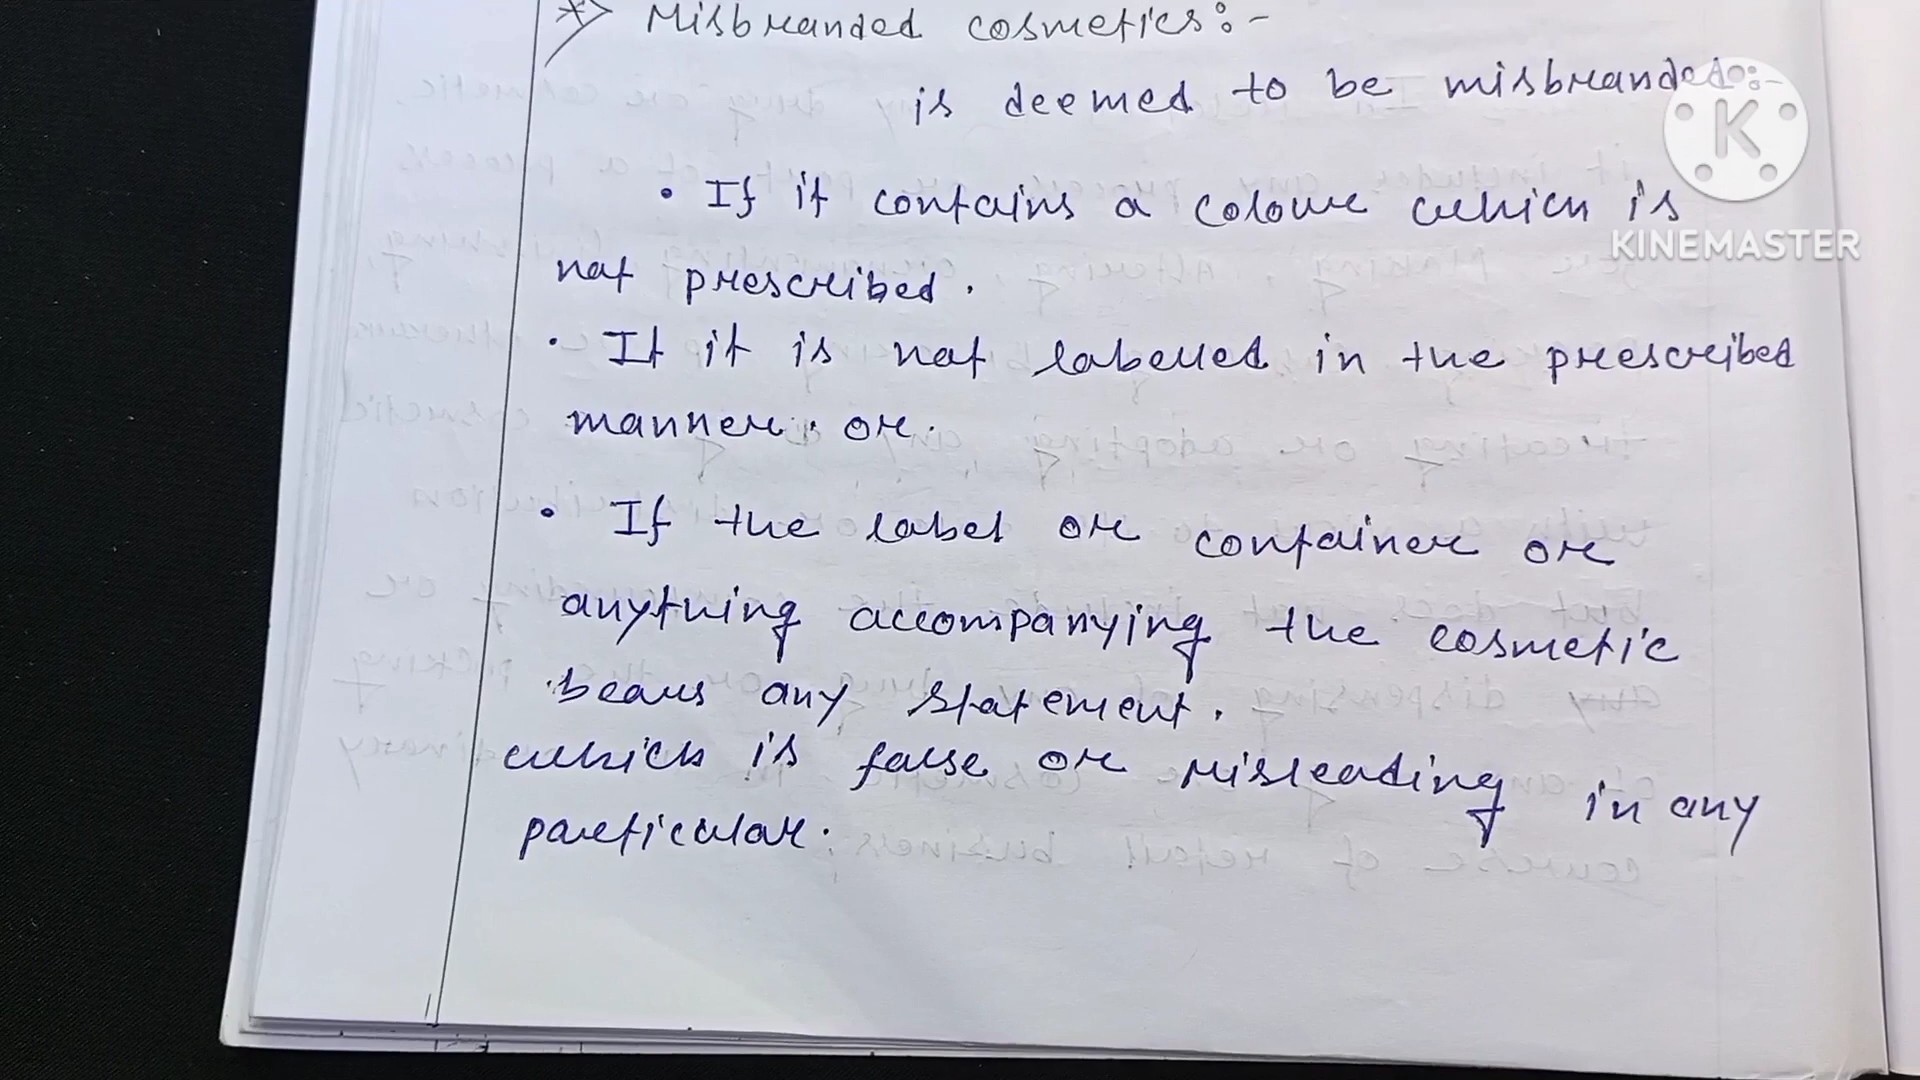 * Misbranded cosmetics:-
is deemed to be misbranded:-
• If it contains a colour which is
not prescribed.
• If it is not labelled in the prescribed
manner. or.
• If the label or container or
anything accompanying the cosmetic
bears any statement.
which is false or misleading in any
particular.
K
KINEMASTER